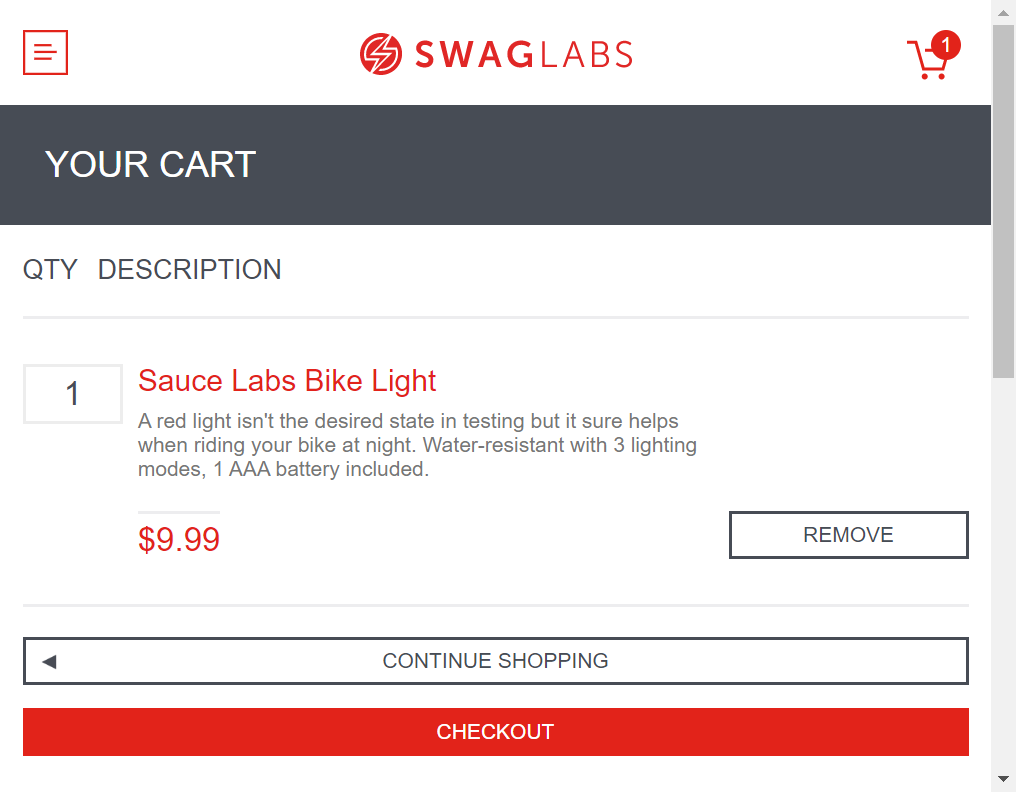 SWAGLABS
1
YOUR CART
QTY DESCRIPTION
1
Sauce Labs Bike Light
A red light isn't the desired state in testing but it sure helps
when riding your bike at night. Water-resistant with 3 lighting
modes, 1 AAA battery included.
$9.99
REMOVE
CONTINUE SHOPPING
CHECKOUT